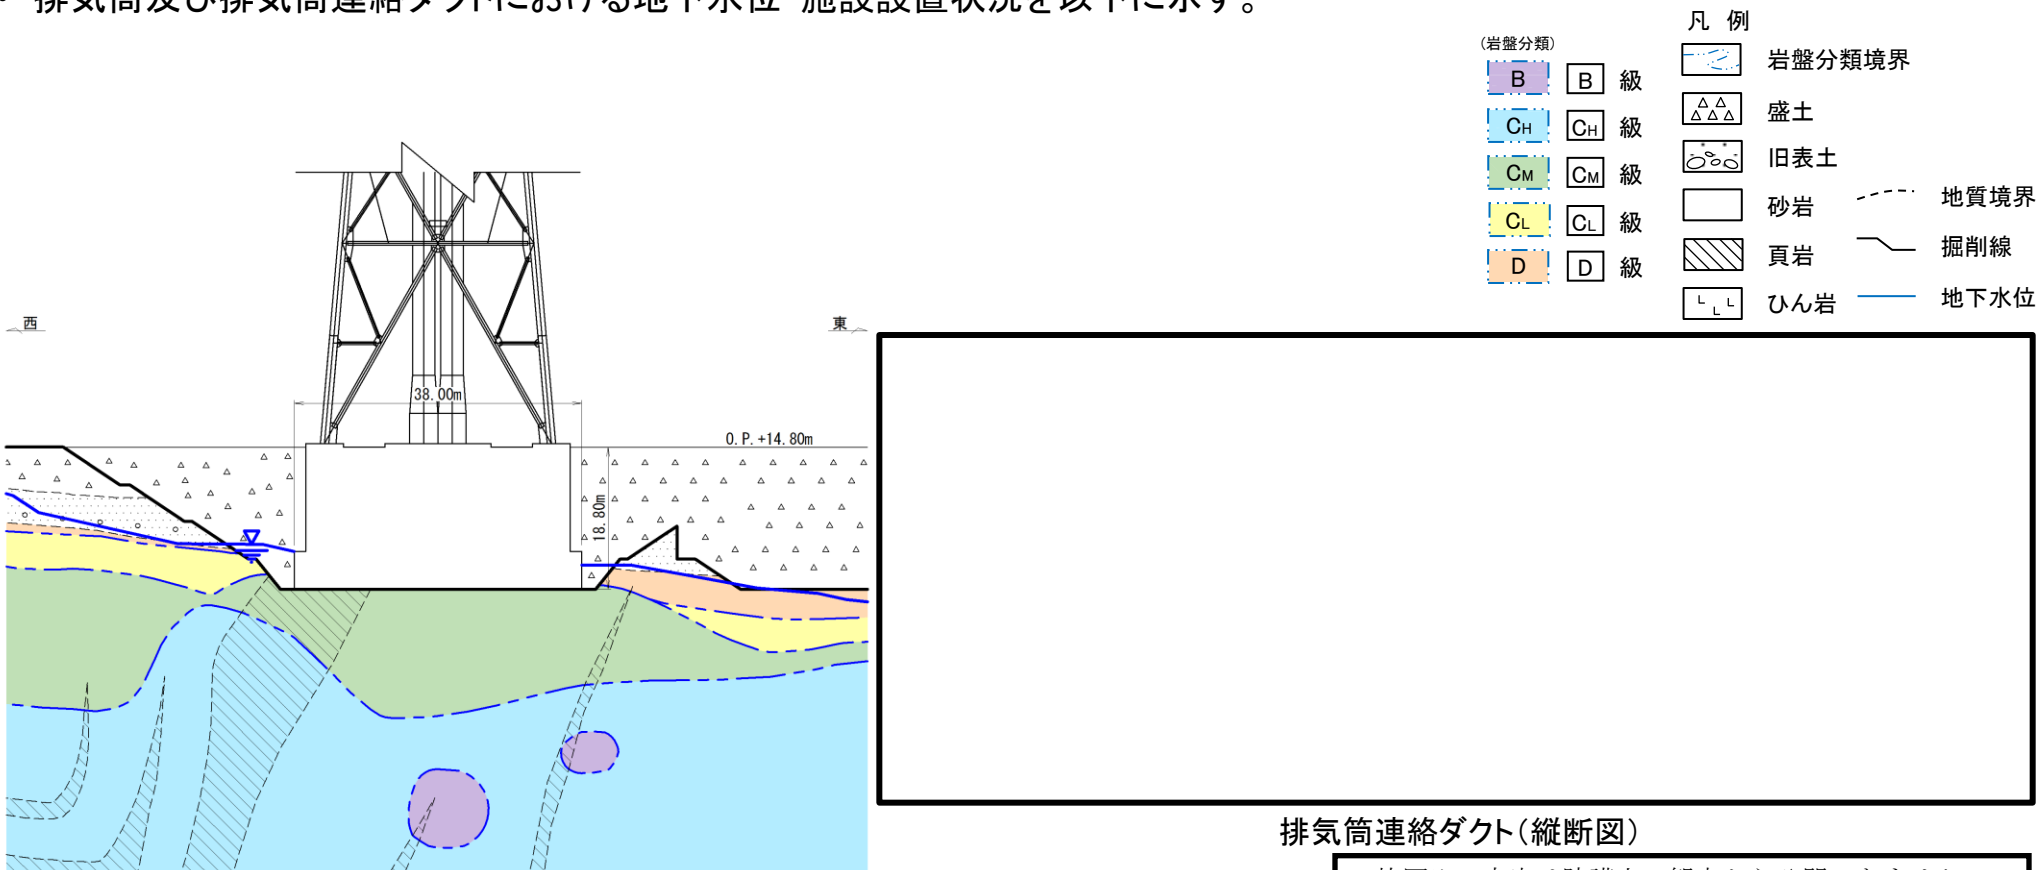 排気筒及び排気筒連絡ダクトにおける地下水位 施設設置状況を以下に示す。
凡 例
(岩盤分類)
B B 級
CH CH 級
CM CM 級
CL CL 級
D D 級
岩盤分類境界
盛土
旧表土
砂岩
頁岩
ひん岩
地質境界
掘削線
地下水位
西
東
38.00m
O.P.+14.80m
18.80m
排気筒連絡ダクト(縦断図)